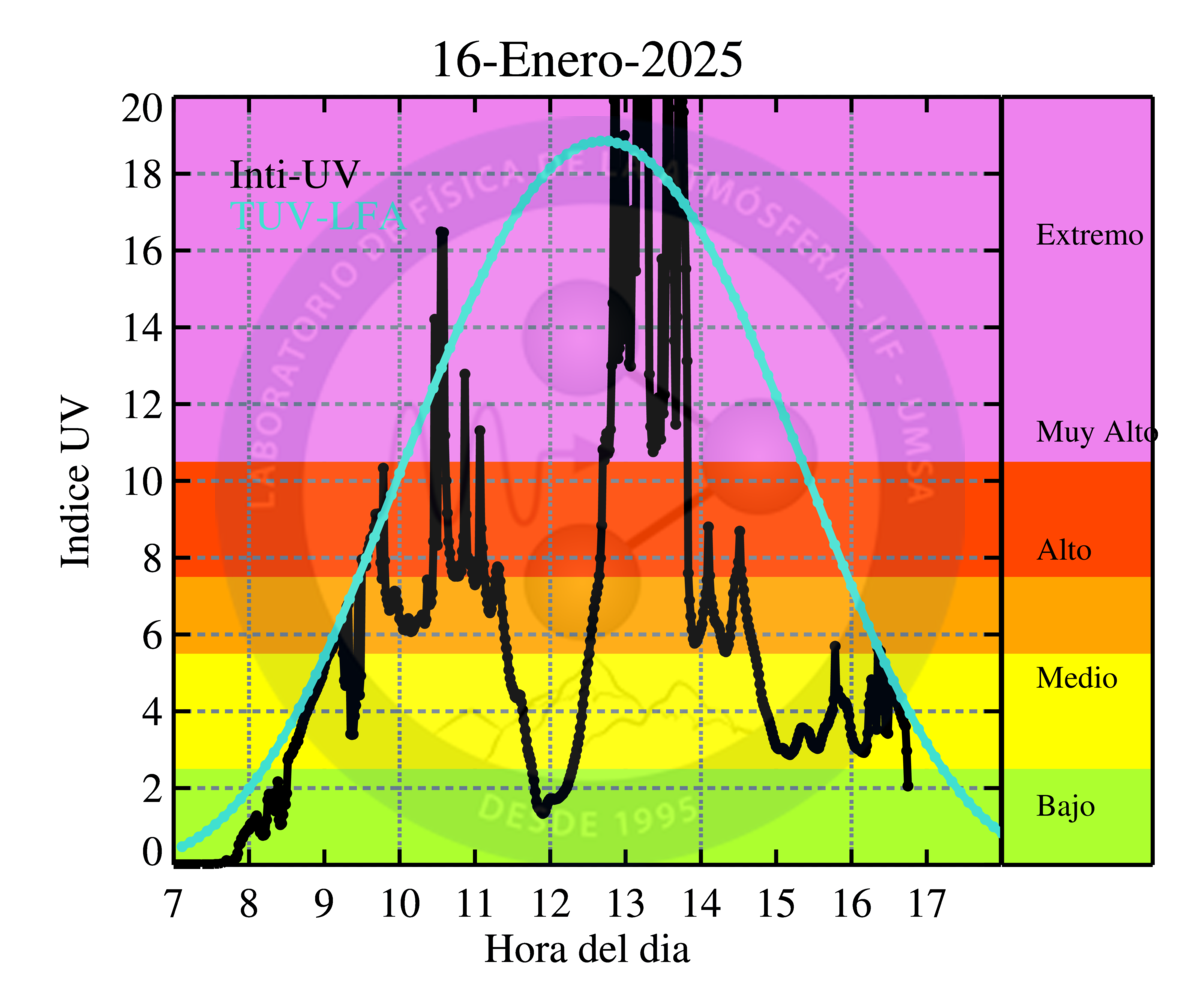 16-Enero-2025
Inti-UV
TUV-LFA
LABORATORIO DE FÍSICA DE LA ATMÓSFERA - IIF - UMSA
DESDE 1995
Indice UV
20
18
16
14
12
10
8
6
4
2
0
Extremo
Muy Alto
Alto
Medio
Bajo
7 8 9 10 11 12 13 14 15 16 17
Hora del dia